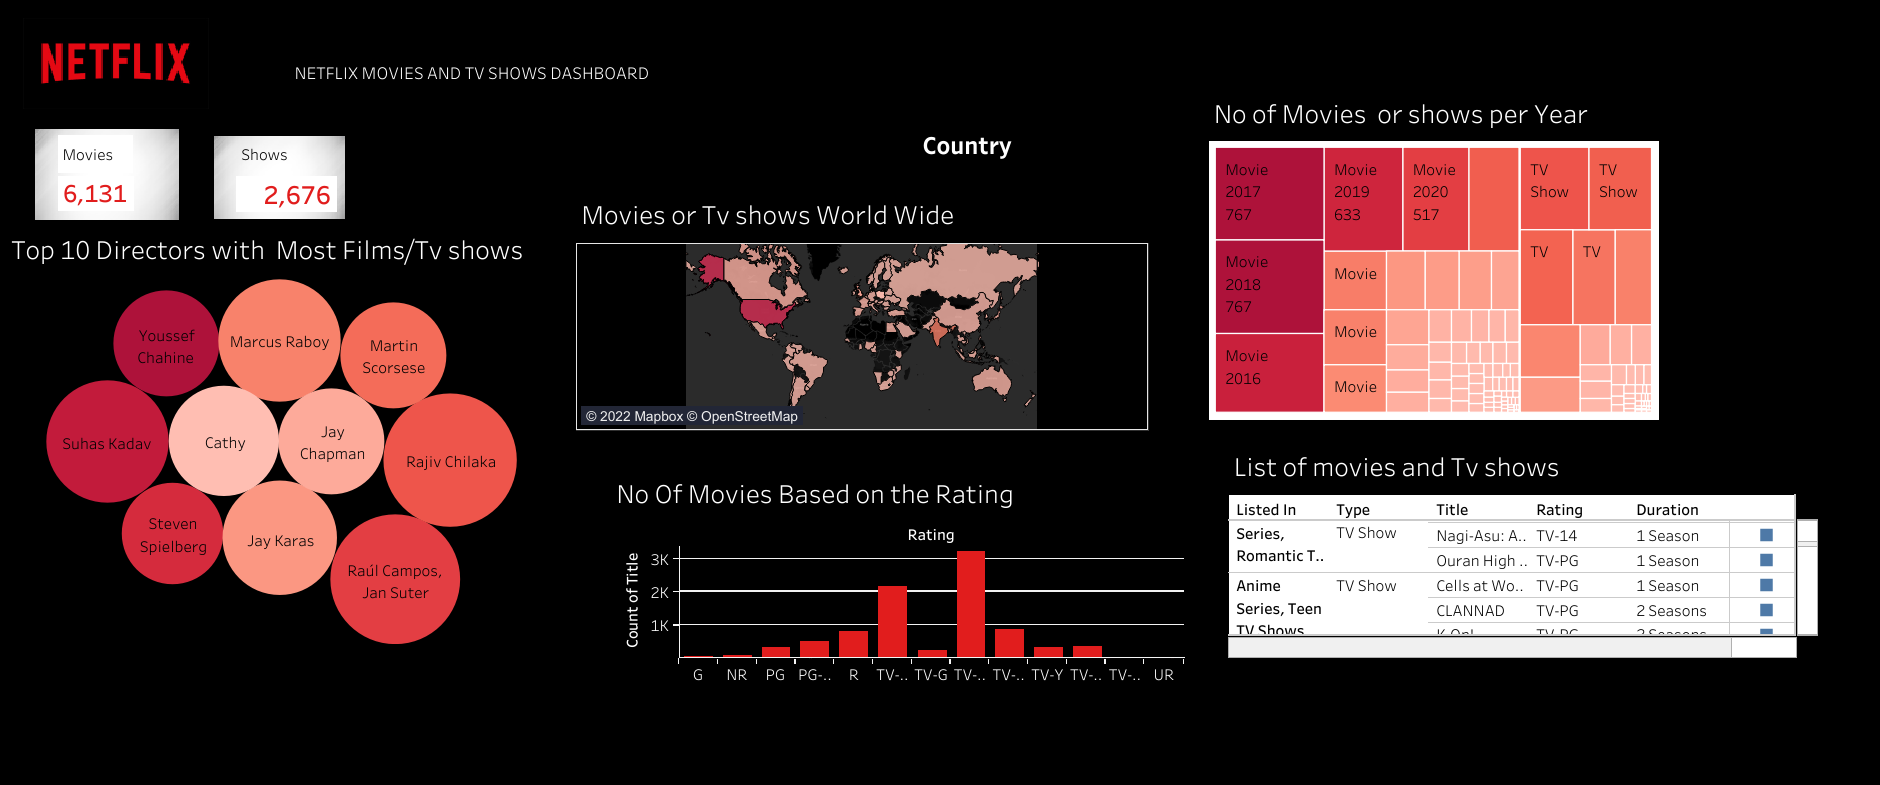 NETFLIX
NETFLIX MOVIES AND TV SHOWS DASHBOARD
Movies
6,131
Shows
2,676
Top 10 Directors with  Most Films/Tv shows
Youssef
Chahine
Marcus Raboy
Martin
Scorsese
Suhas Kadav
Cathy
Jay
Chapman
Rajiv Chilaka
Steven
Spielberg
Jay Karas
Raúl Campos,
Jan Suter
Country
Movies or Tv shows World Wide
© 2022 Mapbox © OpenStreetMap
No Of Movies Based on the Rating
Rating
Count of Title
3K
2K
1K
G NR PG PG-.. R TV-.. TV-G TV-.. TV-.. TV-Y TV-.. TV-.. UR
No of Movies  or shows per Year
Movie
2017
767
Movie
2018
767
Movie
2016
Movie
2019
633
Movie
2020
517
Movie
Movie
Movie
TV
Show
TV
Show
TV
TV
List of movies and Tv shows
Listed In Type Title Rating Duration
Series, TV Show Nagi-Asu: A.. TV-14 1 Season
Romantic T.. Ouran High .. TV-PG 1 Season
Anime TV Show Cells at Wo.. TV-PG 1 Season
Series, Teen CLANNAD TV-PG 2 Seasons
TV Shows K-On! TV-PG 2 Seasons